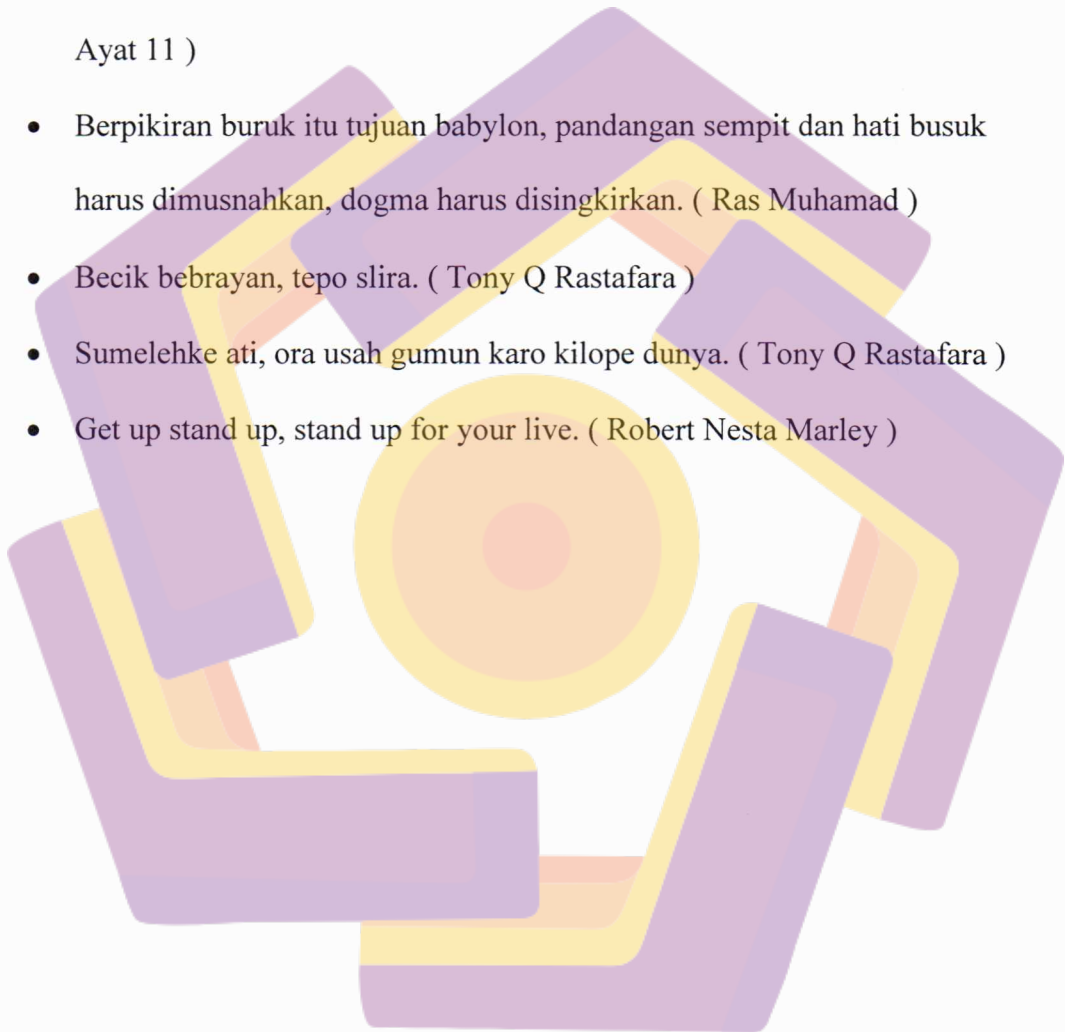 Ayat 11 )
• Berpikiran buruk itu tujuan babylon, pandangan sempit dan hati busuk
harus dimusnahkan, dogma harus disingkirkan. ( Ras Muhamad )
• Becik bebrayan, tepo sliro. ( Tony Q Rastafara )
• Sumelehke ati, ora usah gumun karo kilope dunya. ( Tony Q Rastafara )
• Get up stand up, stand up for your live. ( Robert Nesta Marley )